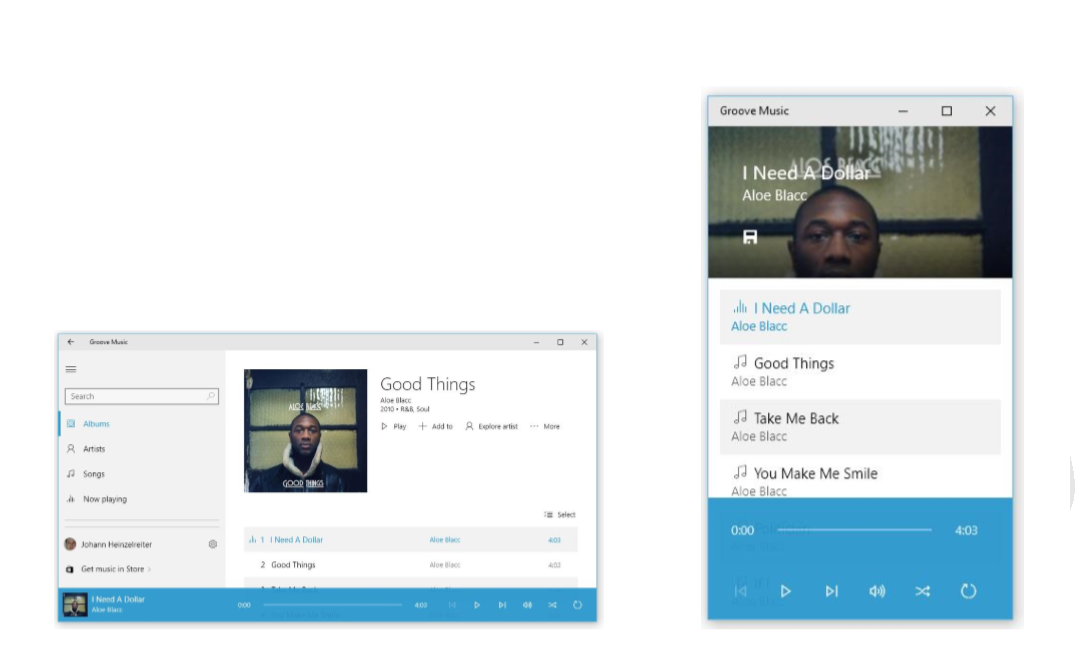 Groove Music
Search
Albums
Artists
Songs
Now playing
Johann Heinzelreiter
Get music in Store
ALOE BLACC
GOOD THINGS
Good Things
Aloe Blacc
2010 • R&B, Soul
Play Add to Explore artist More
Select
1 I Need A Dollar Aloe Blacc 4:03
2 Good Things Aloe Blacc 4:02
I Need A Dollar
Aloe Blacc
0:00 4:03
Groove Music
ALOE BLACC
I Need A Dollar
Aloe Blacc
I Need A Dollar
Aloe Blacc
Good Things
Aloe Blacc
Take Me Back
Aloe Blacc
You Make Me Smile
Aloe Blacc
0:00 4:03